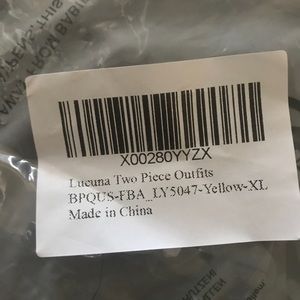 X00280YYZX
Lucuna Two Piece Outfits
BPQUS-FBA_LY5047-Yellow-XL
Made in China